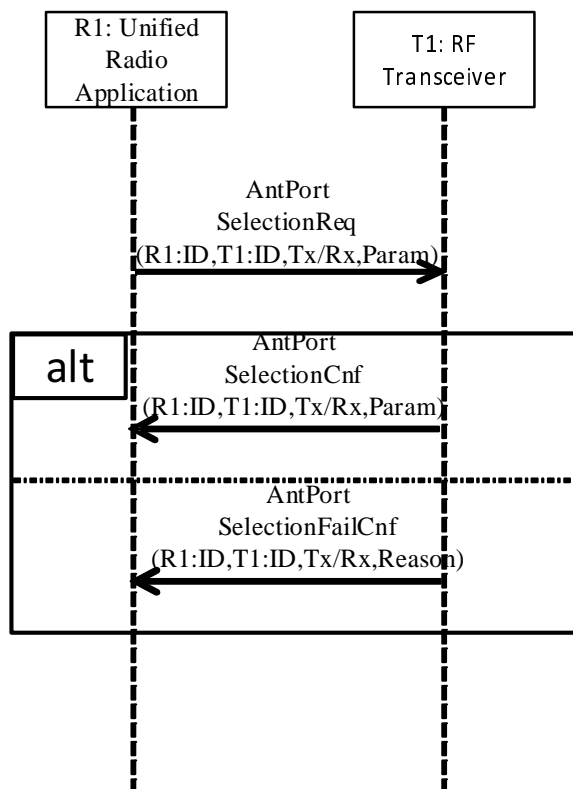 R1: Unified
Radio
Application
T1: RF
Transceiver
AntPort
SelectionReq
(R1:ID,T1:ID,Tx/Rx,Param)
alt
AntPort
SelectionCnf
(R1:ID,T1:ID,Tx/Rx,Param)
AntPort
SelectionFailCnf
(R1:ID,T1:ID,Tx/Rx,Reason)